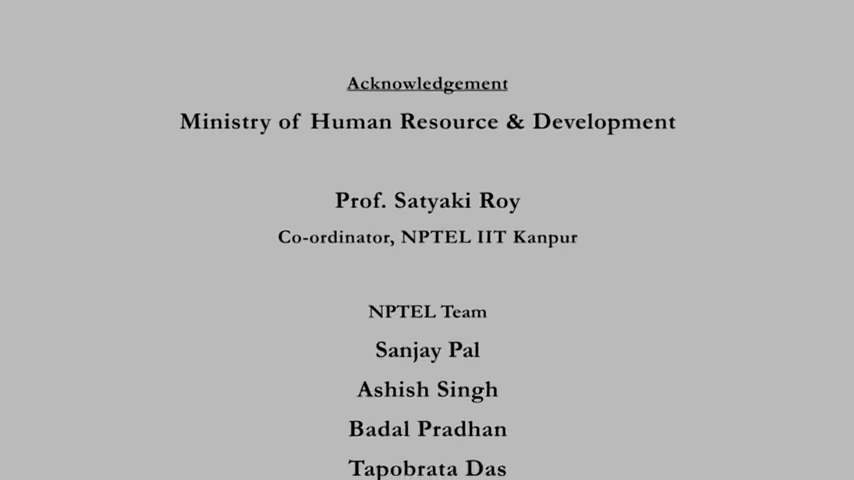 Acknowledgement
Ministry of Human Resource & Development
Prof. Satyaki Roy
Co-ordinator, NPTEL IIT Kanpur
NPTEL Team
Sanjay Pal
Ashish Singh
Badal Pradhan
Tapobrata Das